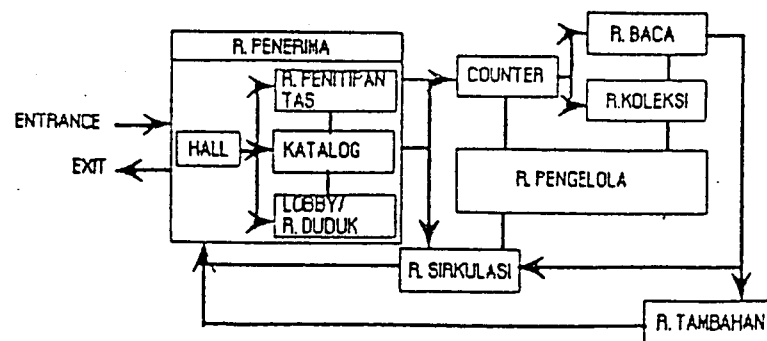 R. PENERIMA
R. PENITIPAN
TAS
HALL
KATALOG
LOBBY/
R. DUDUK
ENTRANCE
EXIT
COUNTER
R. BACA
R.KOLEKSI
R. PENGELOLA
R. SIRKULASI
R. TAMBAHAN